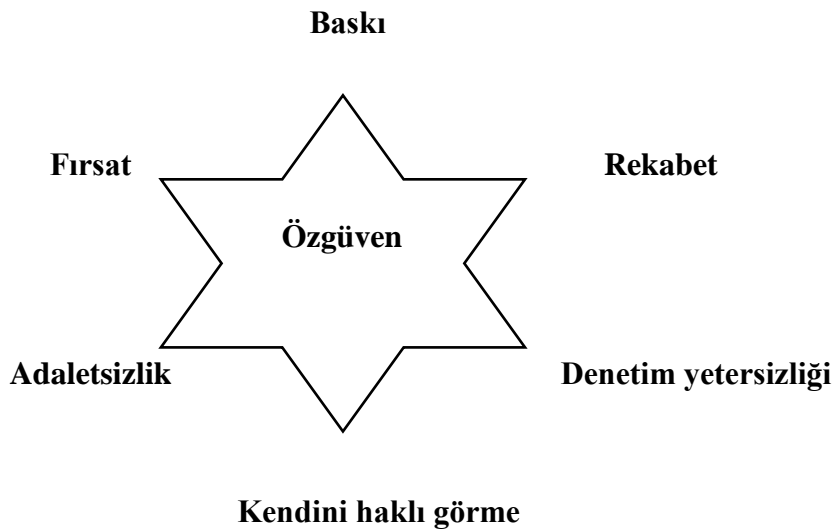 Baskı
Fırsat
Rekabet
Özgüven
Adaletsizlik
Denetim yetersizliği
Kendini haklı görme